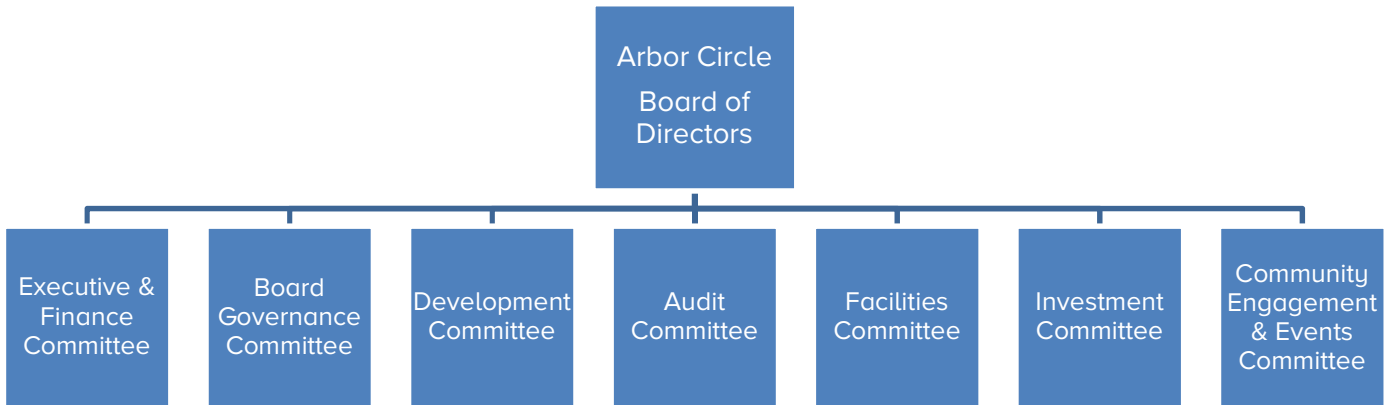 Arbor Circle
Board of
Directors
Executive &
Finance
Committee
Board
Governance
Committee
Development
Committee
Audit
Committee
Facilities
Committee
Investment
Committee
Community
Engagement
& Events
Committee